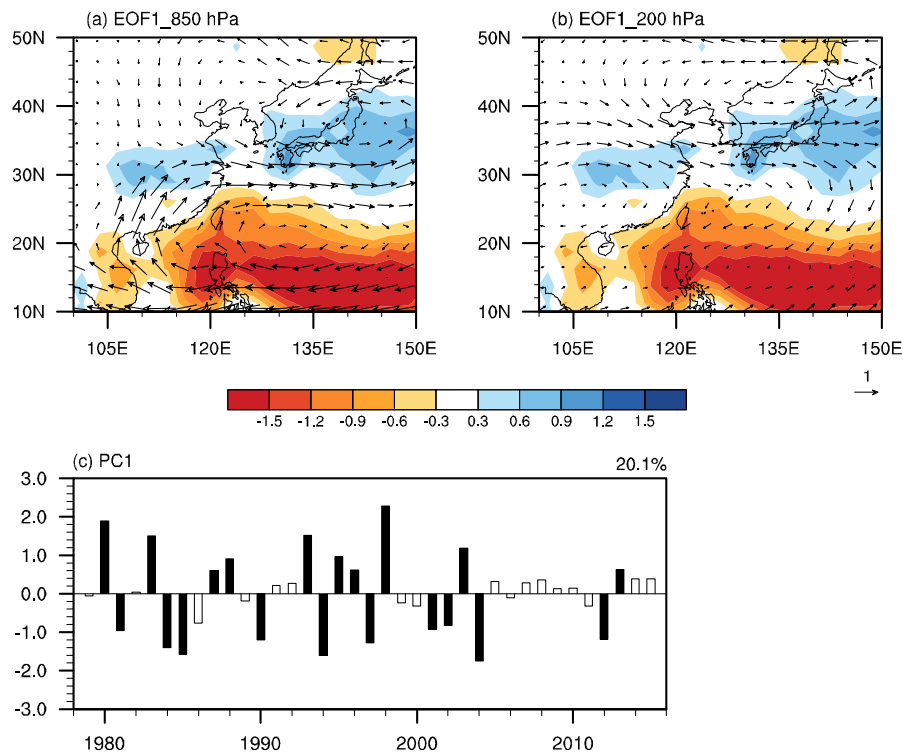 (a) EOF1_850 hPa
(b) EOF1_200 hPa
50N
40N
30N
20N
10N
105E 120E 135E 150E
50N
40N
30N
20N
10N
105E 120E 135E 150E
1
-1.5 -1.2 -0.9 -0.6 -0.3 0.3 0.6 0.9 1.2 1.5
(c) PC1
20.1%
3.0
2.0
1.0
0.0
-1.0
-2.0
-3.0
1980 1990 2000 2010